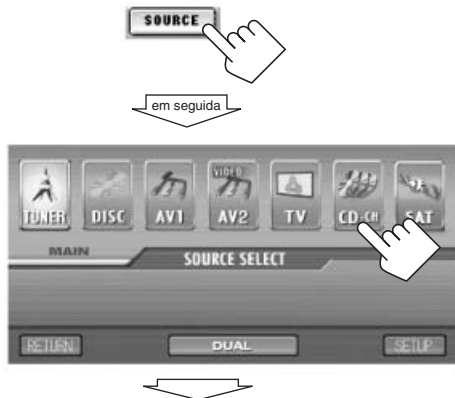 SOURCE
em seguida
VIDEO
TUNER DISC AV1 AV2 TV CD-CH SAT
MAIN
SOURCE SELECT
RETURN DUAL SETUP